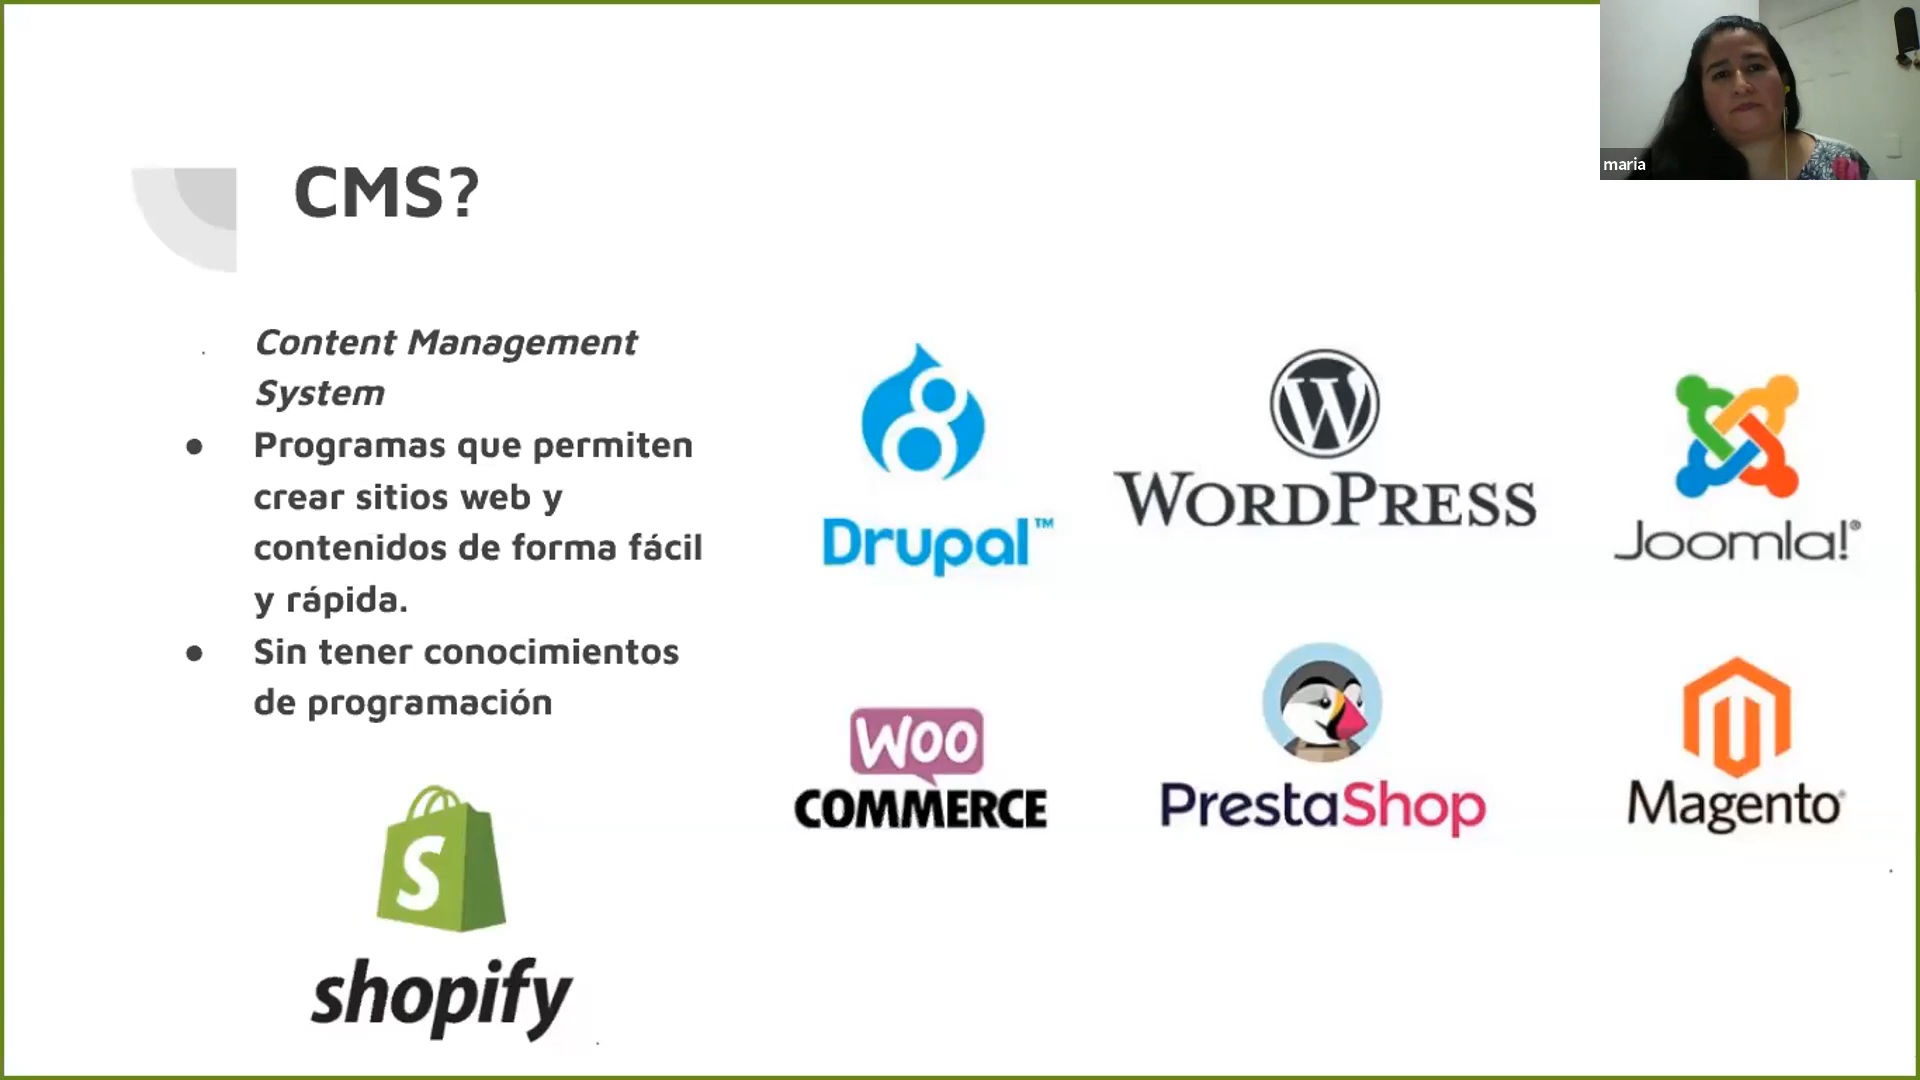 maria
CMS?
Content Management
System
● Programas que permiten
crear sitios web y
contenidos de forma fácil
y rápida.
● Sin tener conocimientos
de programación
Drupal™
WORDPRESS
Joomla!®
WOO
COMMERCE
PrestaShop
Magento®
shopify